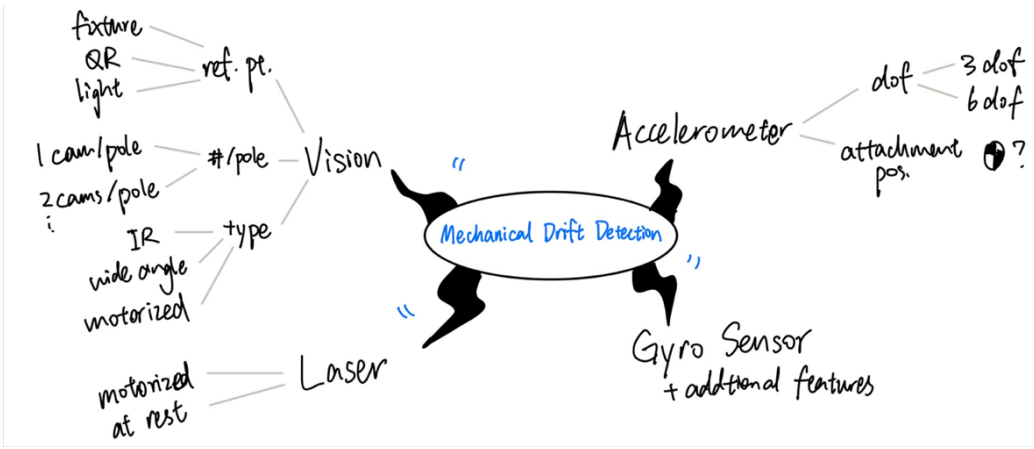 fixture
QR
light
ref. pt.
1 cam/pole
2 cams/pole
#/pole
Vision
IR
wide angle
motorized
type
motorized
at rest
Laser
Mechanical Drift Detection
Accelerometer
dof
3 dof
6 dof
attachment
pos.
?
Gyro Sensor
+ addtional features